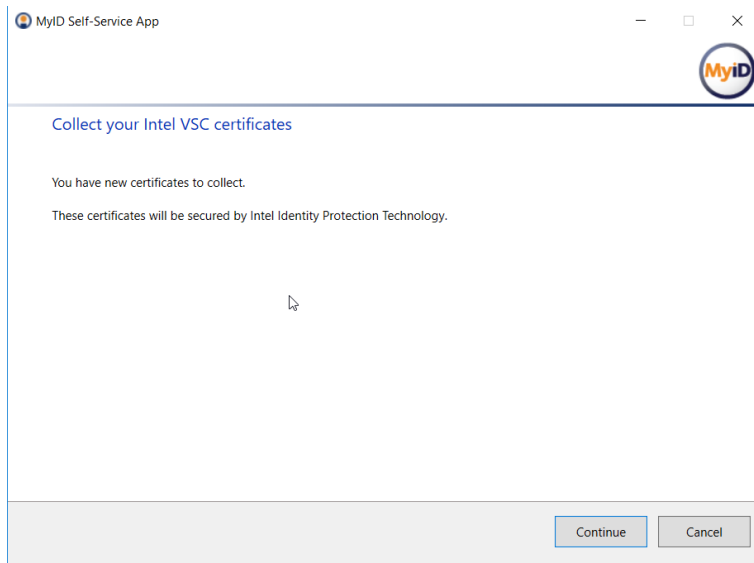 MyID Self-Service App
MyiD
Collect your Intel VSC certificates
You have new certificates to collect.
These certificates will be secured by Intel Identity Protection Technology.
Continue
Cancel